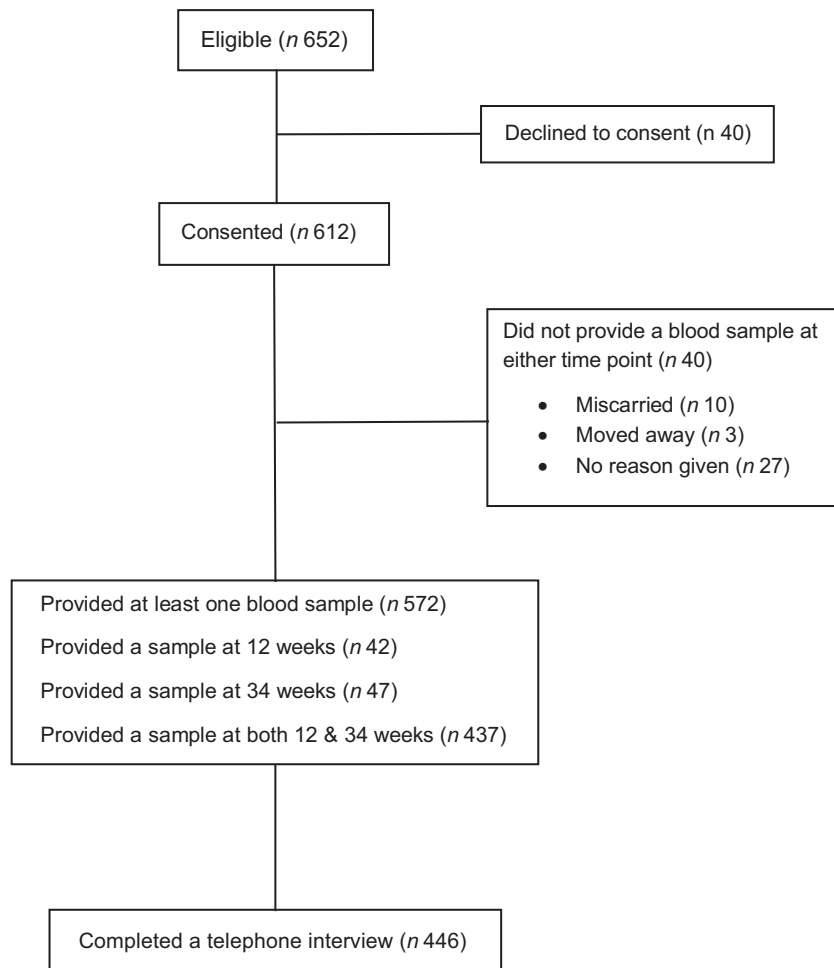 Eligible (n 652)
Declined to consent (n 40)
Consented (n 612)
Did not provide a blood sample at
either time point (n 40)
• Miscarried (n 10)
• Moved away (n 3)
• No reason given (n 27)
Provided at least one blood sample (n 572)
Provided a sample at 12 weeks (n 42)
Provided a sample at 34 weeks (n 47)
Provided a sample at both 12 & 34 weeks (n 437)
Completed a telephone interview (n 446)